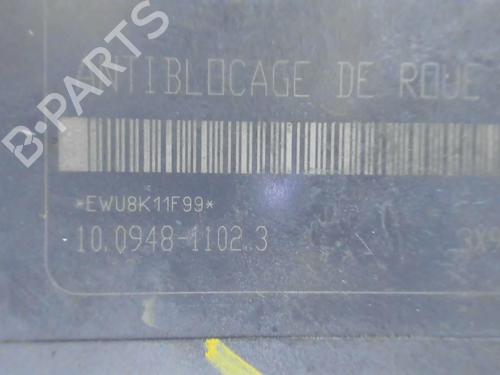 B-PARTS
ANTIBLOCAGE DE ROUE
*EWU8K11F99*
10.0948-1102.3